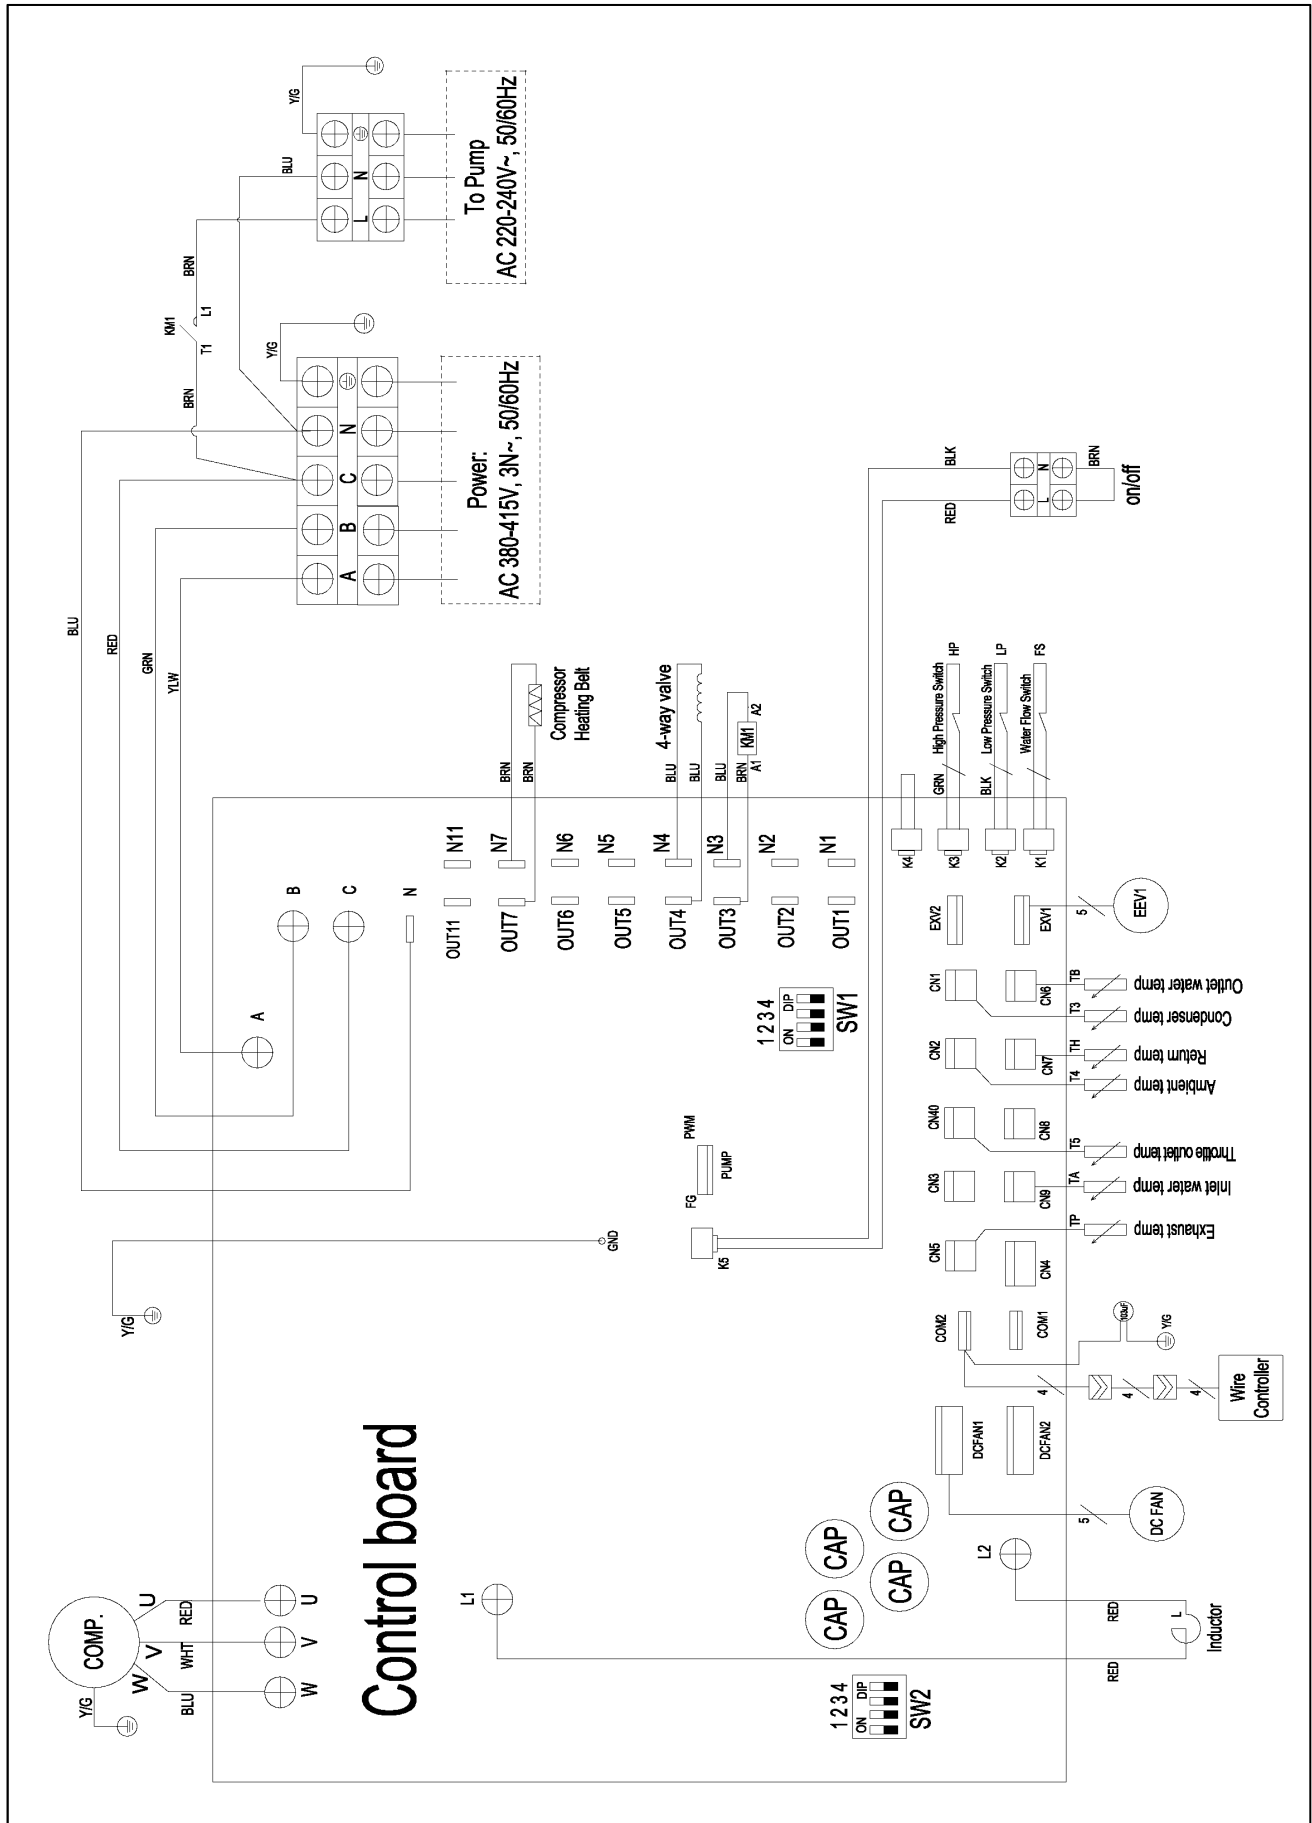 Y/G
BLU
BRN
L
N
To Pump
AC 220-240V~, 50/60Hz
KM1
L1
T1
BRN
Y/G
A
B
C
N
Power:
AC 380-415V, 3N~, 50/60Hz
BLU
RED
GRN
YLW
BLK
RED
L
N
BRN
on/off
Compressor
Heating Belt
BRN
BRN
4-way valve
BLU
BLU
BLU
BRN
KM1
A1
A2
HP
High Pressure Switch
GRN
LP
Low Pressure Switch
BLK
FS
Water Flow Switch
K4
K3
K2
K1
A
B
C
N
N11
N7
N6
N5
N4
N3
N2
N1
OUT11
OUT7
OUT6
OUT5
OUT4
OUT3
OUT2
OUT1
1 2 3 4
ON DIP
SW1
EXV2
EXV1
5
EEV1
CN1
CN6
TB
Outlet water temp
T3
Condenser temp
CN2
CN7
TH
Return temp
T4
Ambient temp
CN40
CN8
T5
Throttle outlet temp
CN3
CN9
TA
Inlet water temp
TP
Exhaust temp
CN5
CN4
PWM
PUMP
FG
K5
GND
Y/G
COM2
COM1
103uF
Y/G
4
4
4
Wire
Controller
DCFAN1
DCFAN2
5
DC FAN
CAP
CAP
CAP
CAP
L2
L1
RED
RED
L
Inductor
1 2 3 4
ON DIP
SW2
Control board
COMP.
U
V
W
RED
WHT
BLU
Y/G
U
V
W